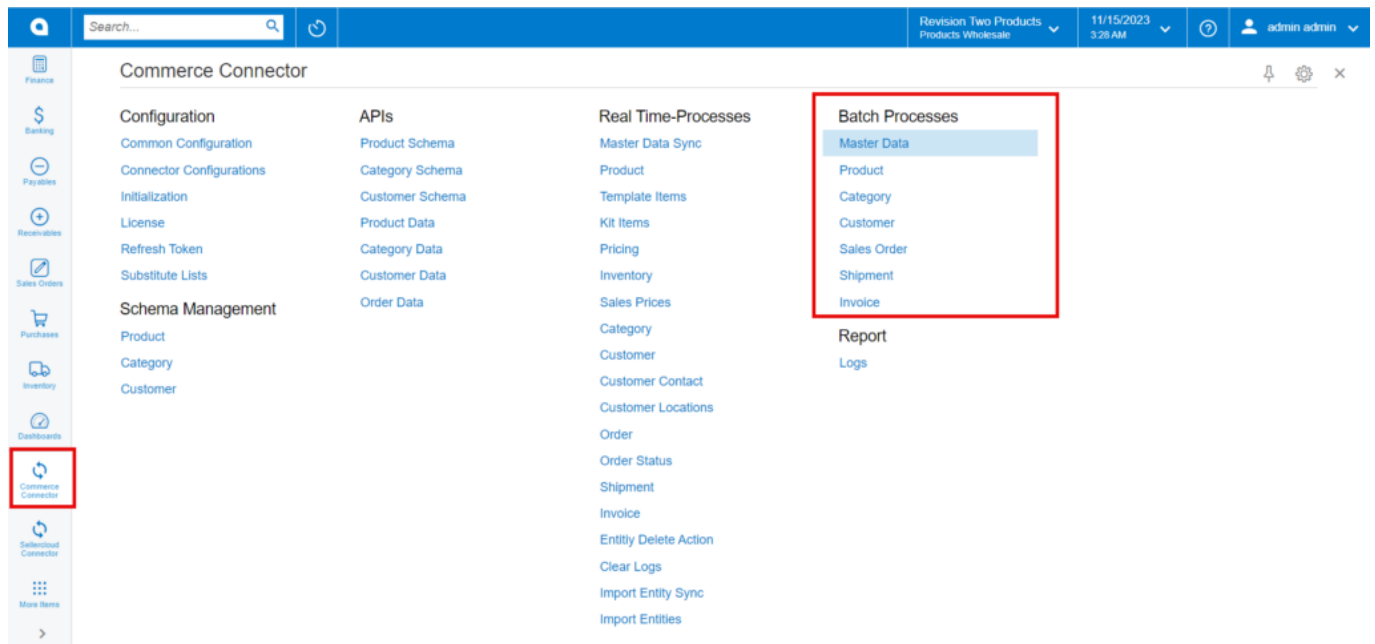 Search...
Revision Two Products
Products Wholesale
11/15/2023
3:28 AM
admin admin
Finance
Banking
Payables
Receivables
Sales Orders
Purchases
Inventory
Dashboards
Commerce
Connector
Sellercloud
Connector
More Items
Commerce Connector
Configuration
Common Configuration
Connector Configurations
Initialization
License
Refresh Token
Substitute Lists
Schema Management
Product
Category
Customer
APIs
Product Schema
Category Schema
Customer Schema
Product Data
Category Data
Customer Data
Order Data
Real Time-Processes
Master Data Sync
Product
Template Items
Kit Items
Pricing
Inventory
Sales Prices
Category
Customer
Customer Contact
Customer Locations
Order
Order Status
Shipment
Invoice
Entitiy Delete Action
Clear Logs
Import Entity Sync
Import Entities
Batch Processes
Master Data
Product
Category
Customer
Sales Order
Shipment
Invoice
Report
Logs